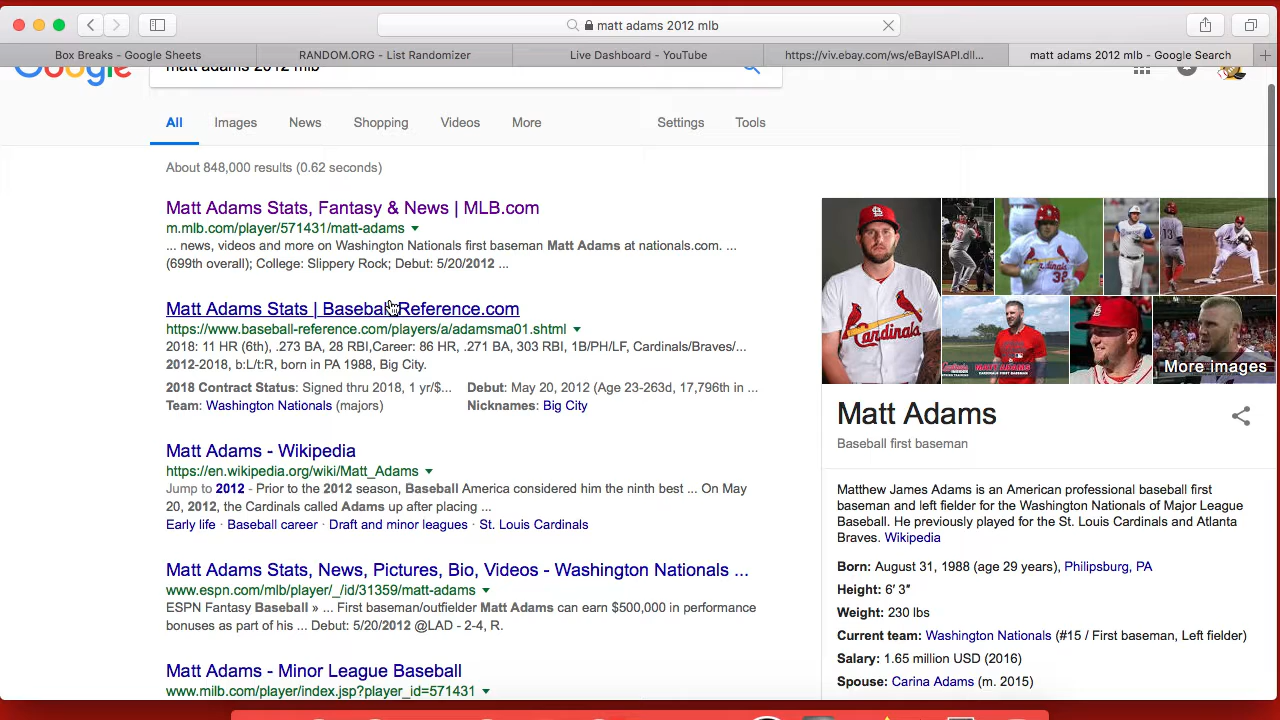 matt adams 2012 mlb
Box Breaks - Google Sheets
RANDOM.ORG - List Randomizer
Live Dashboard - YouTube
https://viv.ebay.com/ws/eBayISAPI.dll...
matt adams 2012 mlb - Google Search
Google
matt adams 2012 mlb
All
Images
News
Shopping
Videos
More
Settings
Tools
About 848,000 results (0.62 seconds)
Matt Adams Stats, Fantasy & News | MLB.com
m.mlb.com/player/571431/matt-adams
... news, videos and more on Washington Nationals first baseman Matt Adams at nationals.com. ...
(699th overall); College: Slippery Rock; Debut: 5/20/2012 ...
Matt Adams Stats | Baseball-Reference.com
https://www.baseball-reference.com/players/a/adamsma01.shtml
2018: 11 HR (6th), .273 BA, 28 RBI,Career: 86 HR, .271 BA, 303 RBI, 1B/PH/LF, Cardinals/Braves/...
2012-2018, b:L/t:R, born in PA 1988, Big City.
2018 Contract Status: Signed thru 2018, 1 yr/$...
Debut: May 20, 2012 (Age 23-263d, 17,796th in ...
Team: Washington Nationals (majors)
Nicknames: Big City
Matt Adams - Wikipedia
https://en.wikipedia.org/wiki/Matt_Adams
Jump to 2012 - Prior to the 2012 season, Baseball America considered him the ninth best ... On May
20, 2012, the Cardinals called Adams up after placing ...
Early life · Baseball career · Draft and minor leagues · St. Louis Cardinals
Matt Adams Stats, News, Pictures, Bio, Videos - Washington Nationals ...
www.espn.com/mlb/player/_/id/31359/matt-adams
ESPN Fantasy Baseball » ... First baseman/outfielder Matt Adams can earn $500,000 in performance
bonuses as part of his ... Debut: 5/20/2012 @LAD - 2-4, R.
Matt Adams - Minor League Baseball
www.milb.com/player/index.jsp?player_id=571431
Cardinals
32
13
More images
Matt Adams
Baseball first baseman
Matthew James Adams is an American professional baseball first
baseman and left fielder for the Washington Nationals of Major League
Baseball. He previously played for the St. Louis Cardinals and Atlanta
Braves. Wikipedia
Born: August 31, 1988 (age 29 years), Philipsburg, PA
Height: 6′ 3″
Weight: 230 lbs
Current team: Washington Nationals (#15 / First baseman, Left fielder)
Salary: 1.65 million USD (2016)
Spouse: Carina Adams (m. 2015)